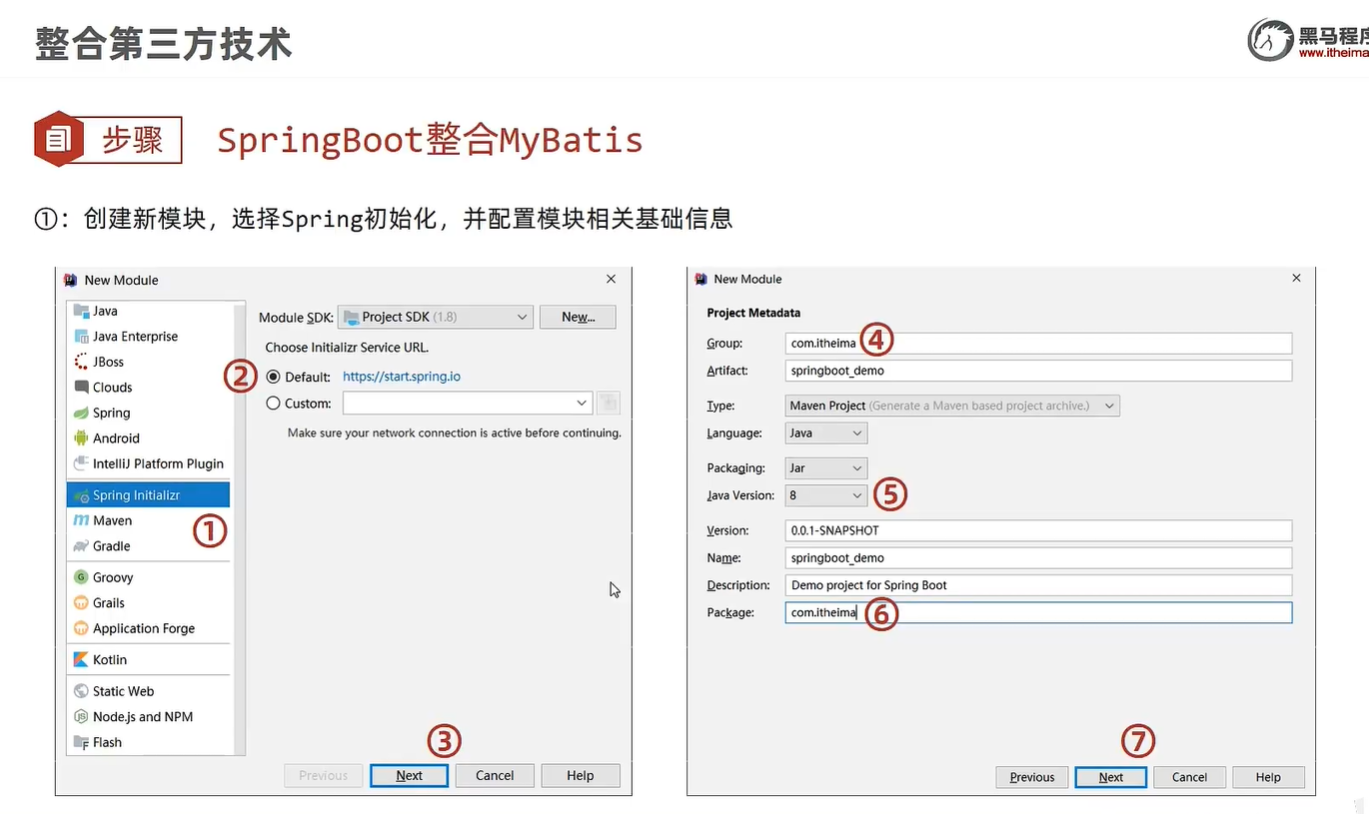 整合第三方技术
黑马程序
www.itheima
步骤
SpringBoot整合MyBatis
①：创建新模块，选择Spring初始化，并配置模块相关基础信息
New Module
Java
Java Enterprise
JBoss
Clouds
Spring
Android
IntelliJ Platform Plugin
Spring Initializr
Maven
①
Gradle
Groovy
Grails
Application Forge
Kotlin
Static Web
Node.js and NPM
Flash
Module SDK: Project SDK (1.8) New...
Choose Initializr Service URL.
② Default: https://start.spring.io
Custom:
Make sure your network connection is active before continuing.
③
Previous Next Cancel Help
New Module
Project Metadata
Group: com.itheima ④
Artifact: springboot_demo
Type: Maven Project (Generate a Maven based project archive.)
Language: Java
Packaging: Jar
Java Version: 8 ⑤
Version: 0.0.1-SNAPSHOT
Name: springboot_demo
Description: Demo project for Spring Boot
Package: com.itheima ⑥
⑦
Previous Next Cancel Help